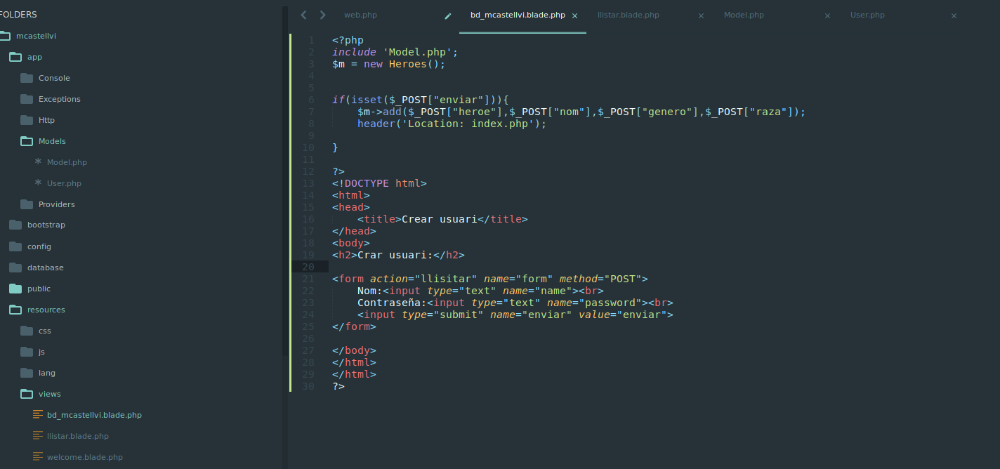 FOLDERS
mcastellvi
app
Console
Exceptions
Http
Models
* Model.php
* User.php
Providers
bootstrap
config
database
public
resources
css
js
lang
views
bd_mcastellvi.blade.php
llistar.blade.php
welcome.blade.php
web.php bd_mcastellvi.blade.php × llistar.blade.php × Model.php × User.php ×
1 <?php
2 include 'Model.php';
3 $m = new Heroes();
4
5
6 if(isset($_POST["enviar"])){
7 $m->add($_POST["heroe"],$_POST["nom"],$_POST["genero"],$_POST["raza"]);
8 header('Location: index.php');
9
10 }
11
12 ?>
13 <!DOCTYPE html>
14 <html>
15 <head>
16 <title>Crear usuari</title>
17 </head>
18 <body>
19 <h2>Crar usuari:</h2>
20
21 <form action="llisitar" name="form" method="POST">
22 Nom:<input type="text" name="name"><br>
23 Contraseña:<input type="text" name="password"><br>
24 <input type="submit" name="enviar" value="enviar">
25 </form>
26
27 </body>
28 </html>
29 </html>
30 ?>